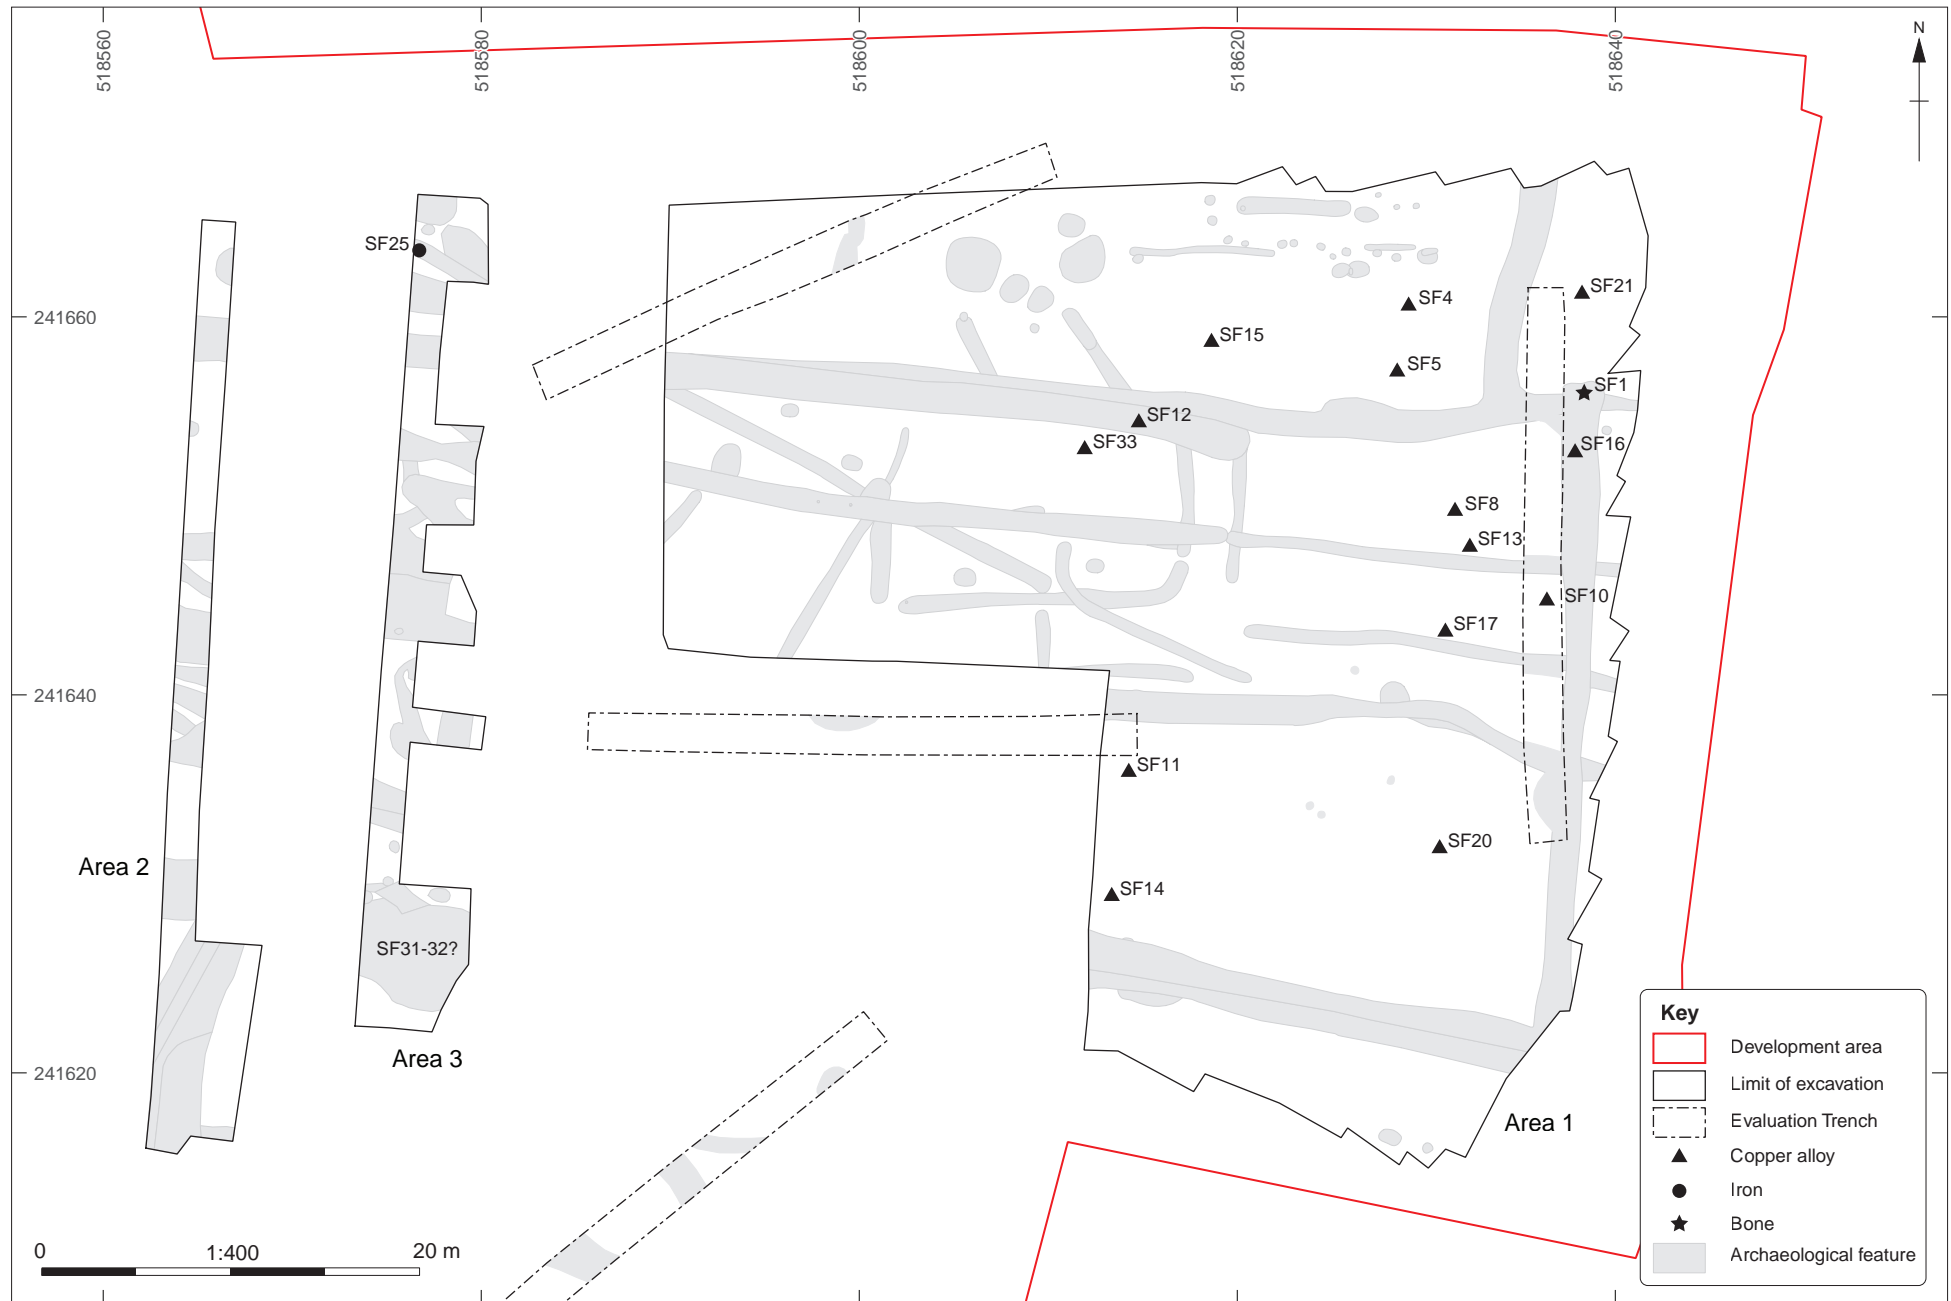 518560
518580
518600
518620
518640
N
SF25
SF21
SF4
241660
SF15
SF5
SF1
SF12
SF33
SF16
SF8
SF13
SF10
SF17
241640
SF11
SF20
Area 2
SF14
SF31-32?
Area 3
241620
Area 1
Key
Development area
Limit of excavation
Evaluation Trench
Copper alloy
Iron
Bone
Archaeological feature
0 1:400 20 m